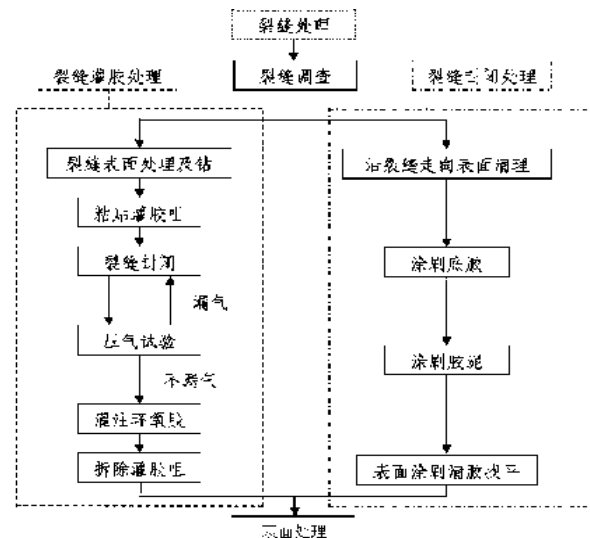 裂缝处理
裂缝灌胶处理
裂缝调查
裂缝封闭处理
裂缝表面处理及钻
沿裂缝走向表面清理
粘贴灌胶咀
裂缝封闭
涂刷底胶
漏气
压气试验
涂刷胶泥
不漏气
灌注环氧胶
拆除灌胶咀
表面涂刷
找平
表面处理